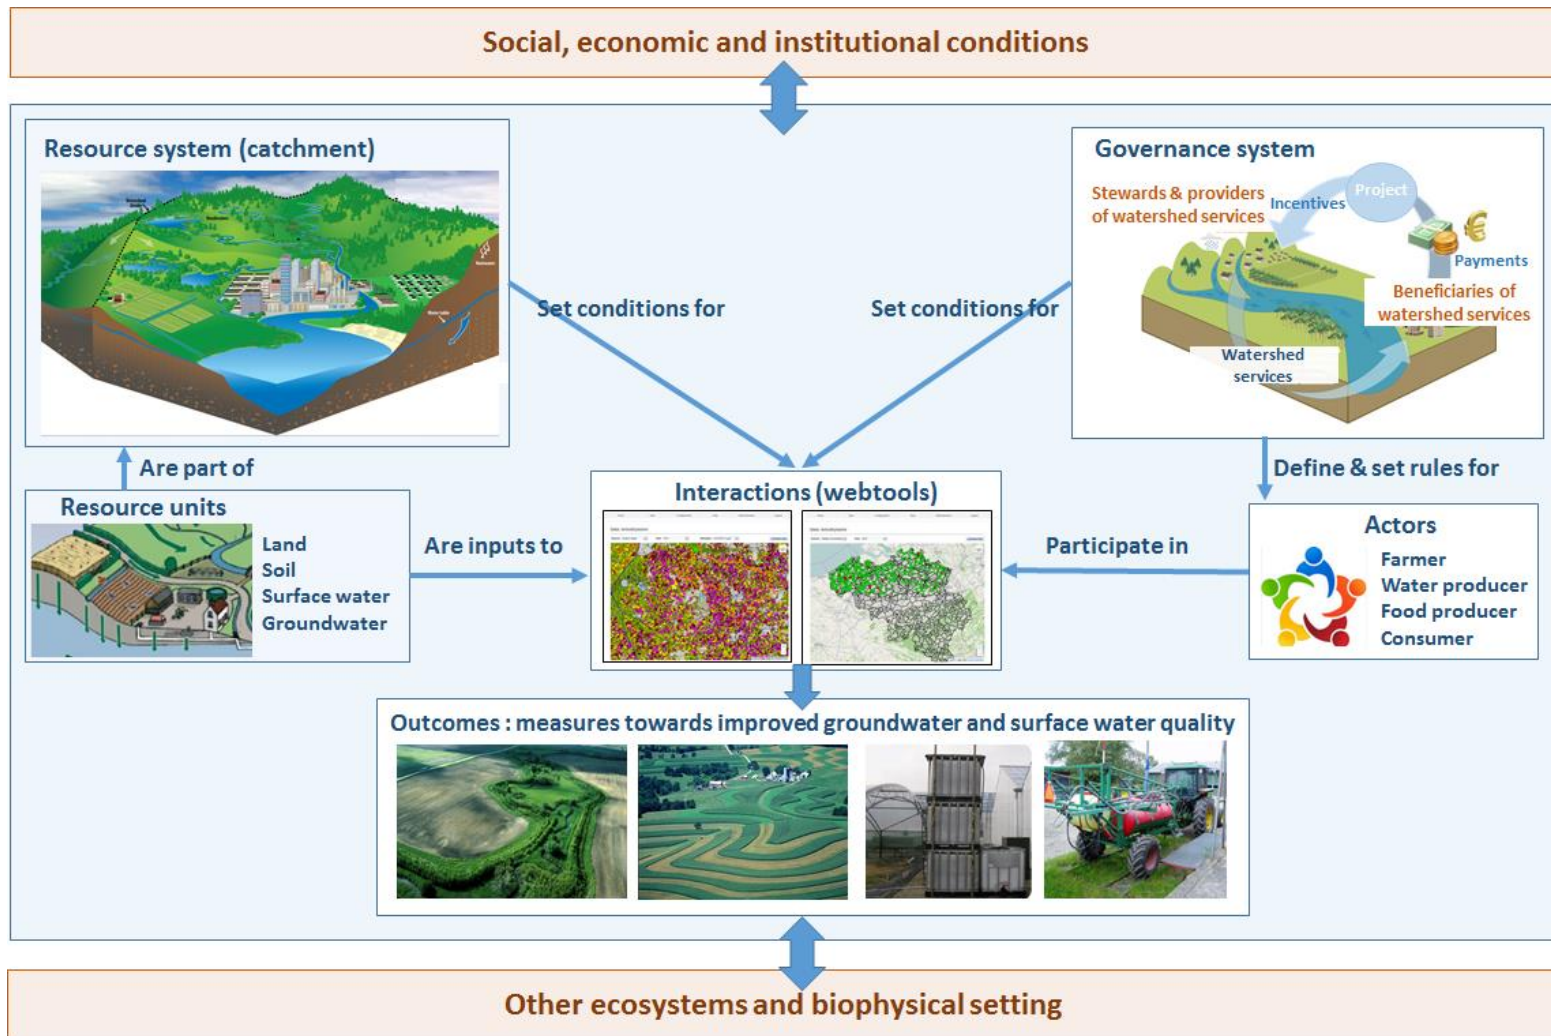 Social, economic and institutional conditions
Resource system (catchment)
Governance system
Stewards & providers
of watershed services
Incentives
Project
€
Payments
Beneficiaries of
watershed services
Watershed
services
Set conditions for
Set conditions for
Are part of
Define & set rules for
Resource units
Land
Soil
Surface water
Groundwater
Are inputs to
Interactions (webtools)
Participate in
Actors
Farmer
Water producer
Food producer
Consumer
Outcomes : measures towards improved groundwater and surface water quality
Other ecosystems and biophysical setting